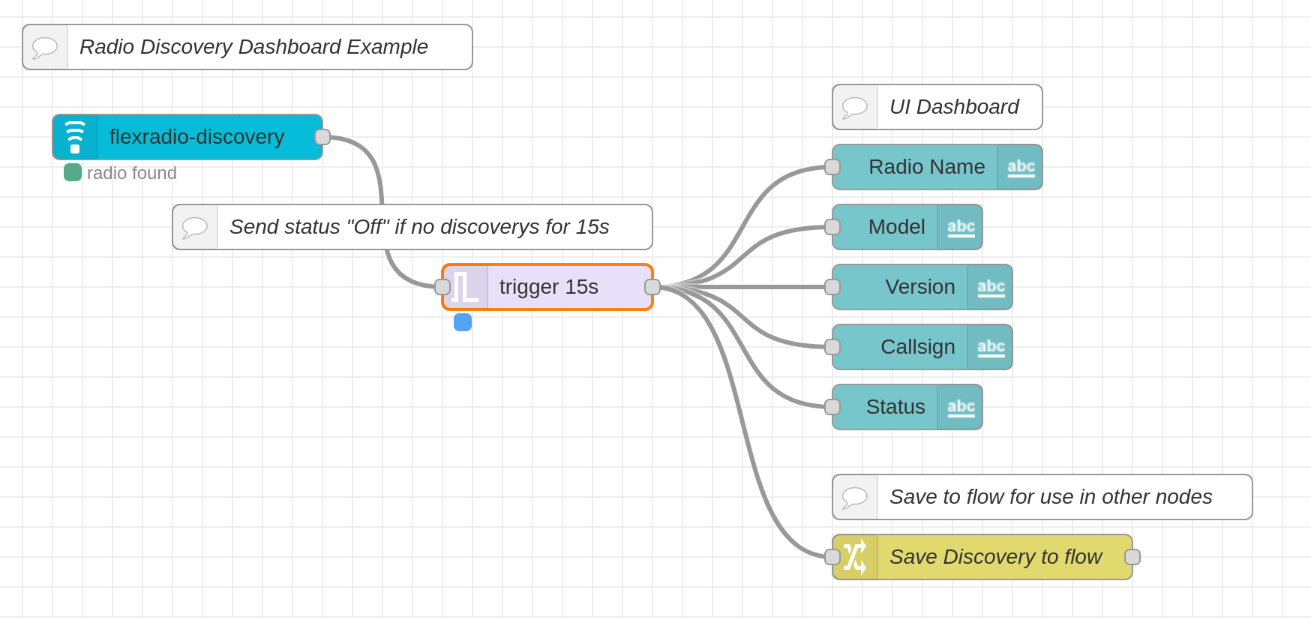 Radio Discovery Dashboard Example
flexradio-discovery
radio found
Send status "Off" if no discoverys for 15s
trigger 15s
UI Dashboard
Radio Name abc
Model abc
Version abc
Callsign abc
Status abc
Save to flow for use in other nodes
Save Discovery to flow